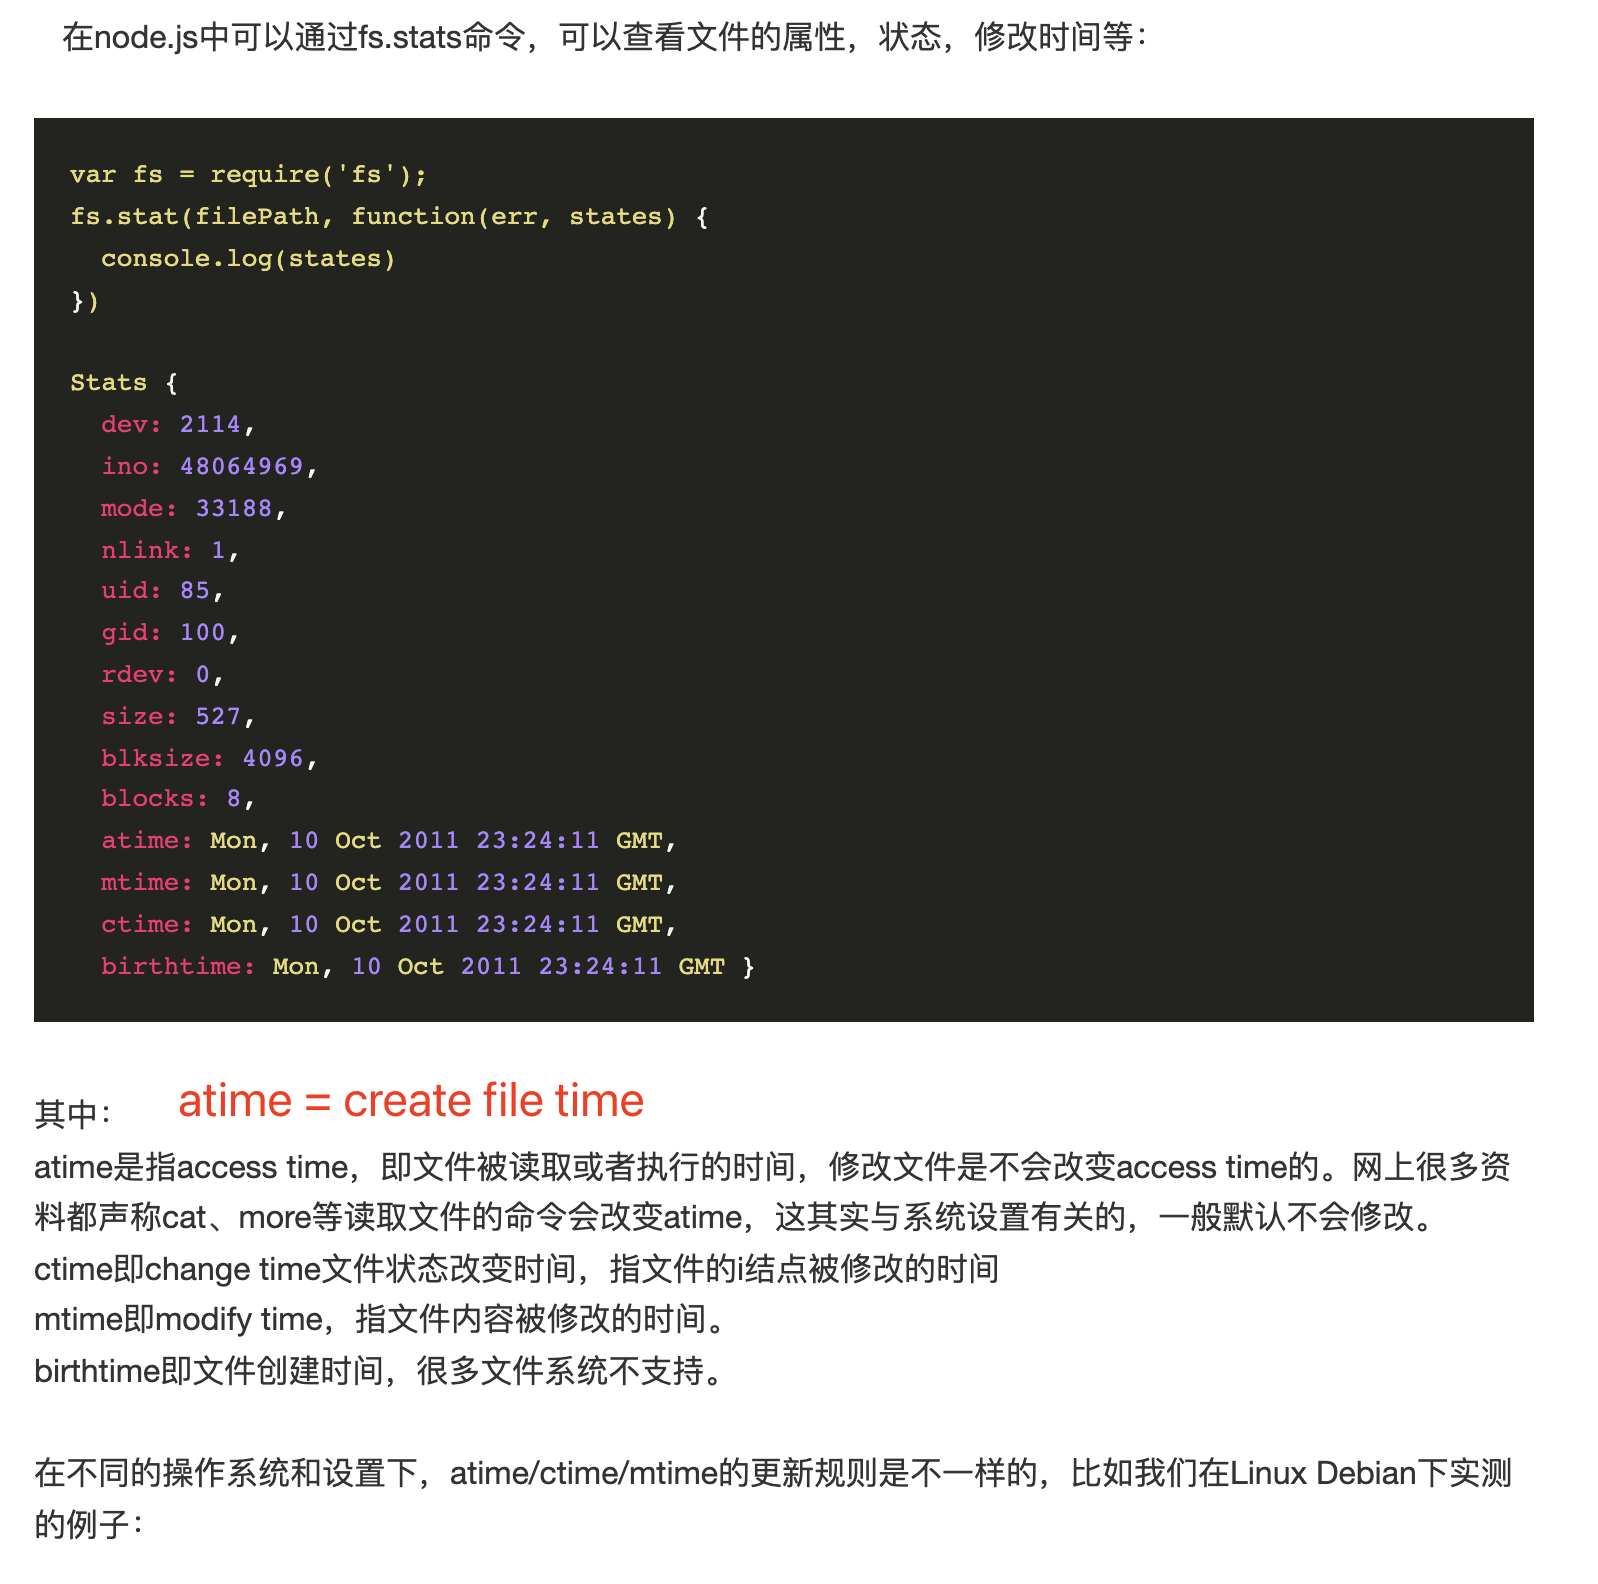 在node.js中可以通过fs.stats命令，可以查看文件的属性，状态，修改时间等：
var fs = require('fs');
fs.stat(filePath, function(err, states) {
  console.log(states)
})
Stats {
  dev: 2114,
  ino: 48064969,
  mode: 33188,
  nlink: 1,
  uid: 85,
  gid: 100,
  rdev: 0,
  size: 527,
  blksize: 4096,
  blocks: 8,
  atime: Mon, 10 Oct 2011 23:24:11 GMT,
  mtime: Mon, 10 Oct 2011 23:24:11 GMT,
  ctime: Mon, 10 Oct 2011 23:24:11 GMT,
  birthtime: Mon, 10 Oct 2011 23:24:11 GMT }
其中： atime = create file time
atime是指access time，即文件被读取或者执行的时间，修改文件是不会改变access time的。网上很多资
料都声称cat、more等读取文件的命令会改变atime，这其实与系统设置有关的，一般默认不会修改。
ctime即change time文件状态改变时间，指文件的i结点被修改的时间
mtime即modify time，指文件内容被修改的时间。
birthtime即文件创建时间，很多文件系统不支持。
在不同的操作系统和设置下，atime/ctime/mtime的更新规则是不一样的，比如我们在Linux Debian下实测
的例子：